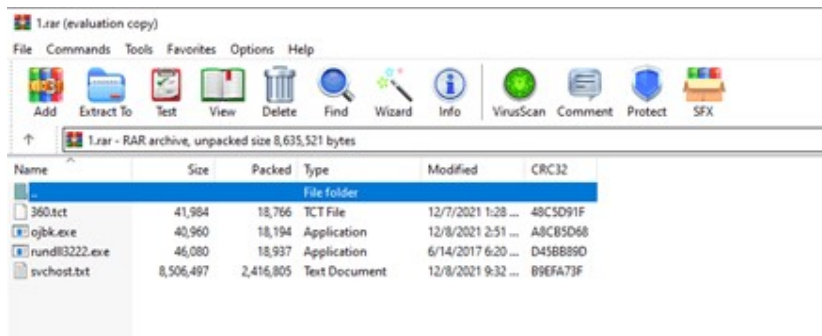 1.rar (evaluation copy)
File Commands Tools Favorites Options Help
Add Extract To Test View Delete Find Wizard Info VirusScan Comment Protect SFX
1.rar - RAR archive, unpacked size 8,635,521 bytes
Name Size Packed Type Modified CRC32
.. File folder
360.tct 41,984 18,766 TCT File 12/7/2021 1:28 ... 48C5D91F
ojbk.exe 40,960 18,194 Application 12/8/2021 2:51 ... A8CB5D68
rundll3222.exe 46,080 18,937 Application 6/14/2017 6:20 ... D45BB89D
svchost.txt 8,506,497 2,416,805 Text Document 12/8/2021 9:32 ... B9EFA73F